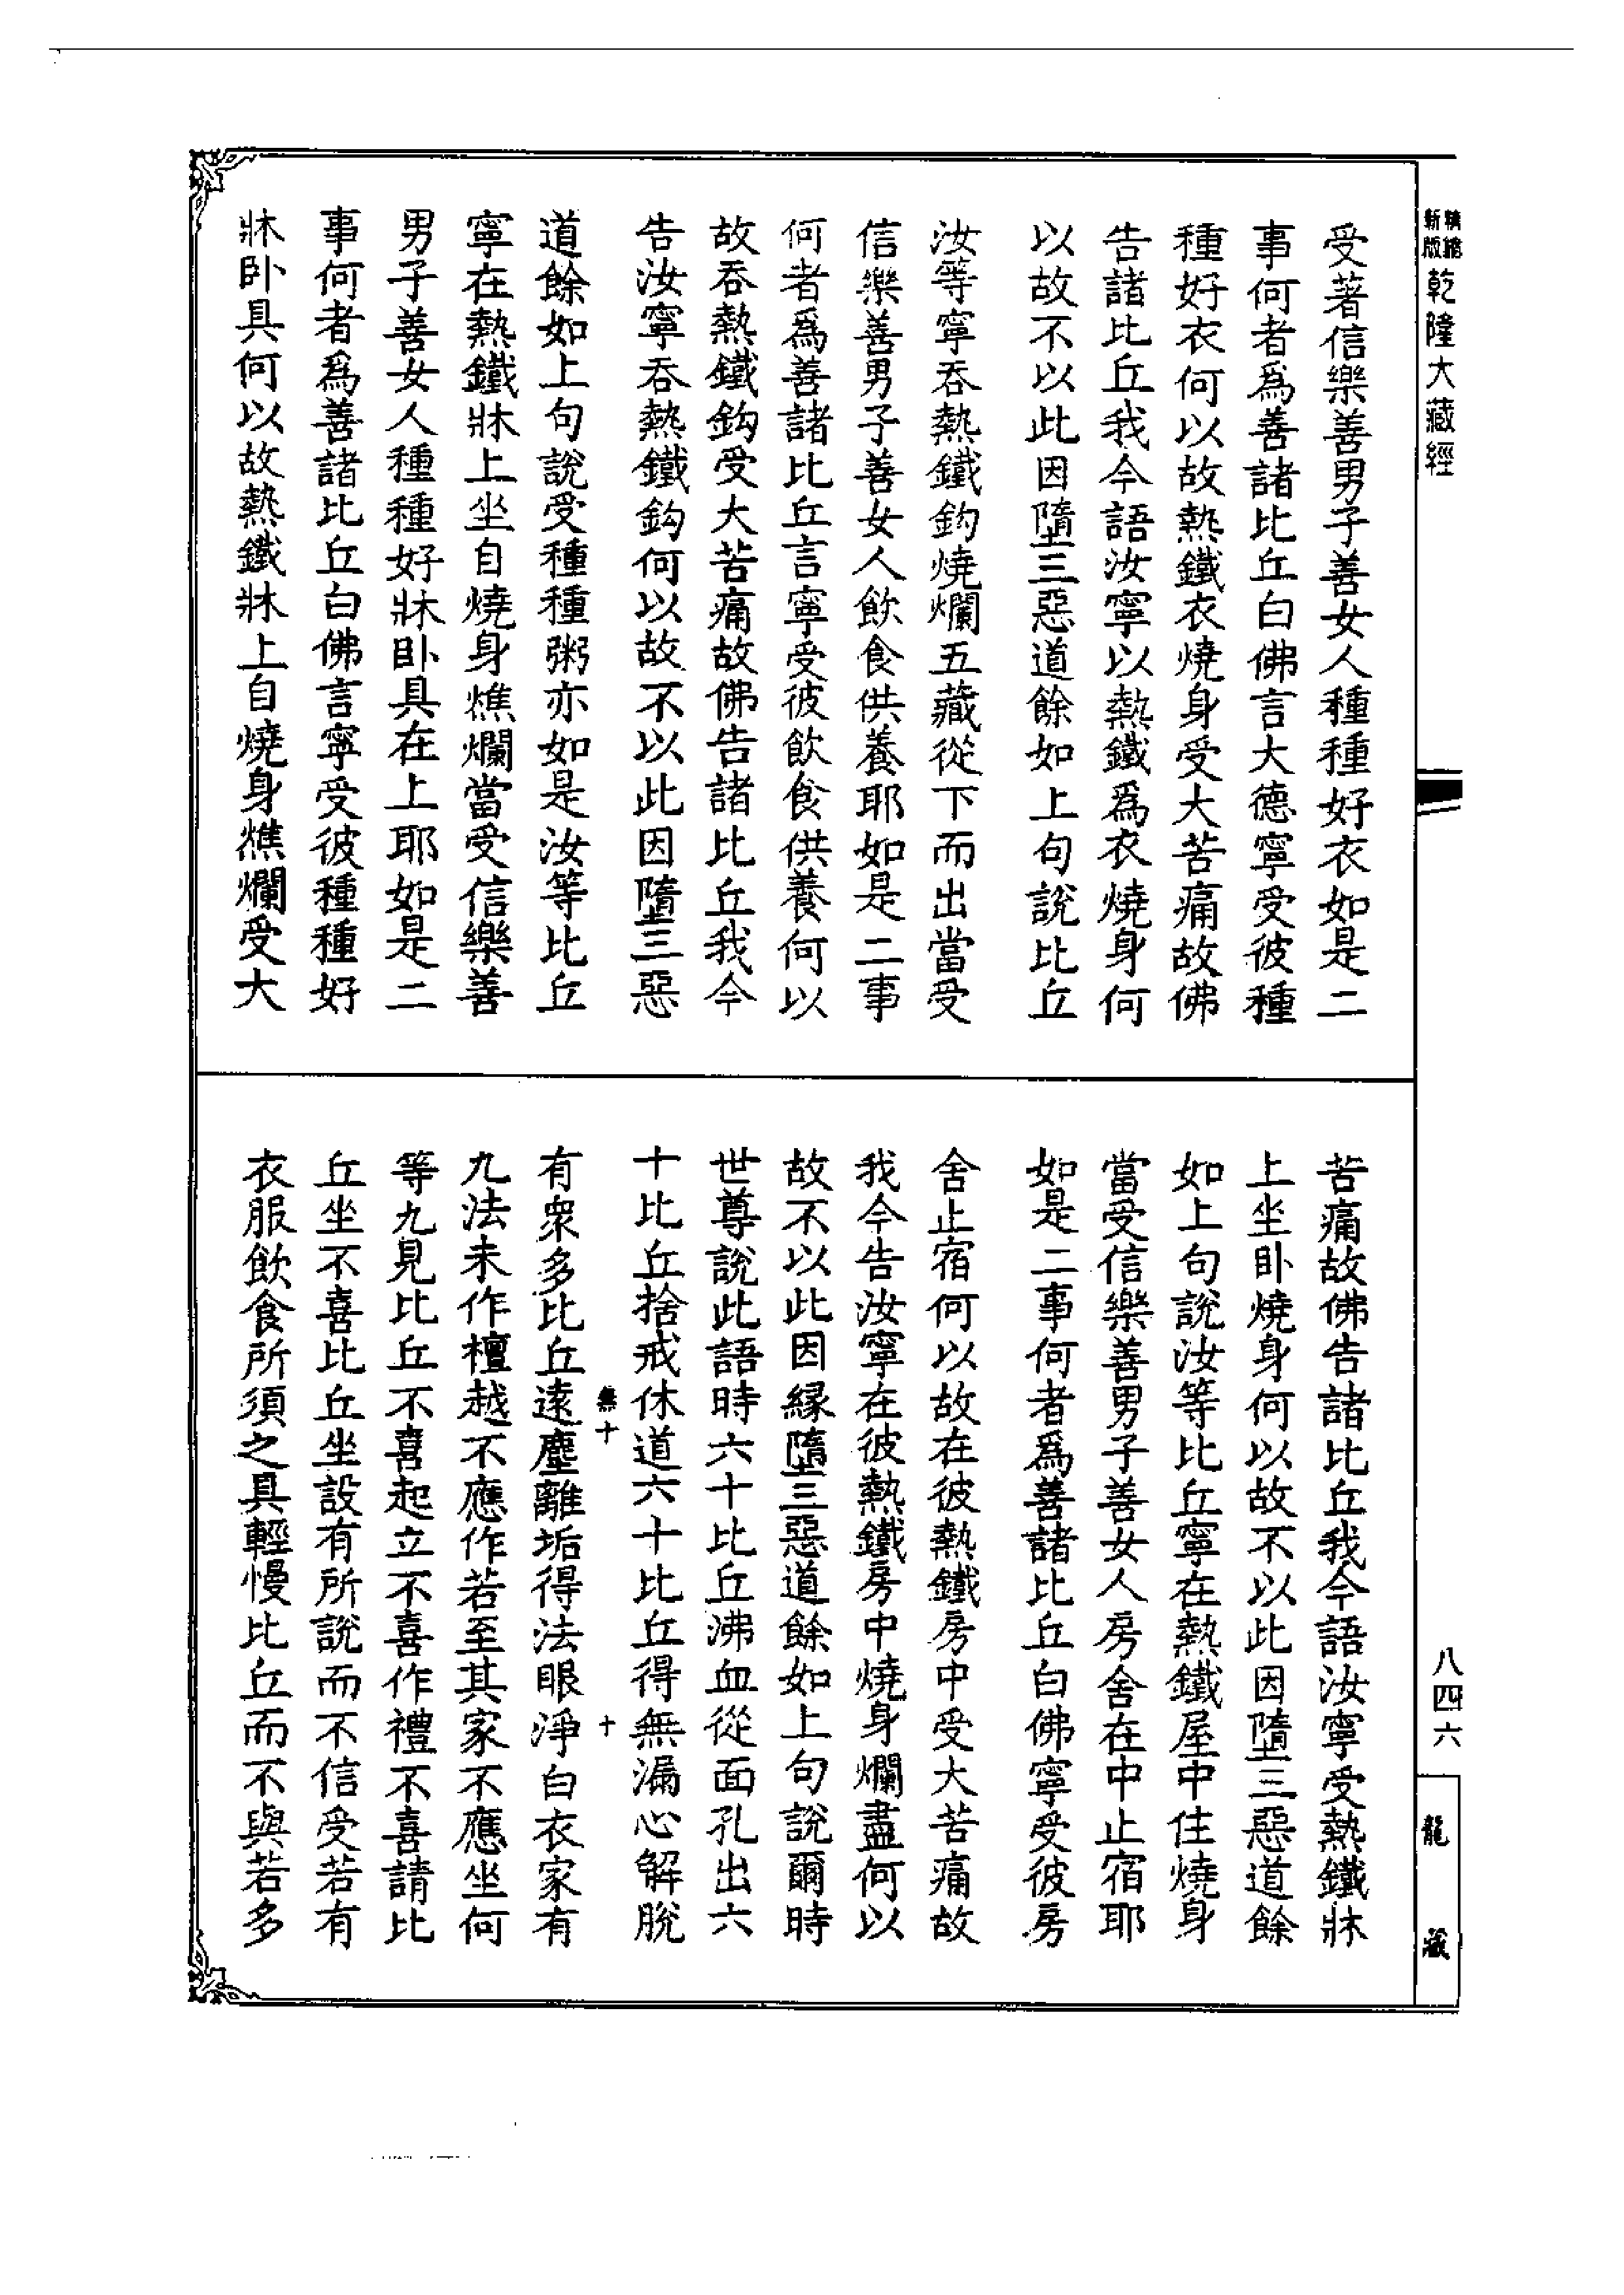 精縮
新版
乾隆大藏經
受著信樂善男子善女人種種好衣如是二
事何者爲善諸比丘白佛言大德寧受彼種
種好衣何以故熱鐵衣燒身受大苦痛故佛
告諸比丘我今語汝寧以熱鐵爲衣燒身何
以故不以此因墮三惡道餘如上句說比丘
汝等寧吞熱鐵鈎燒爛五藏從下而出當受
信樂善男子善女人飲食供養耶如是二事
何者爲善諸比丘言寧受彼飲食供養何以
故吞熱鐵鈎受大苦痛故佛告諸比丘我今
告汝寧吞熱鐵鈎何以故不以此因墮三惡
道餘如上句說受種種粥亦如是汝等比丘
寧在熱鐵牀上坐自燒身燋爛當受信樂善
男子善女人種種好牀臥具在上耶如是二
事何者爲善諸比丘白佛言寧受彼種種好
牀臥具何以故熱鐵牀上自燒身燋爛受大
苦痛故佛告諸比丘我今語汝寧受熱鐵牀
上坐臥燒身何以故不以此因墮三惡道餘
如上句說汝等比丘寧在熱鐵屋中住燒身
當受信樂善男子善女人房舍在中止宿耶
如是二事何者爲善諸比丘白佛寧受彼房
舍止宿何以故在彼熱鐵房中受大苦痛故
我今告汝寧在彼熱鐵房中燒身爛盡何以
故不以此因緣墮三惡道餘如上句說爾時
世尊說此語時六十比丘沸血從面孔出六
十比丘捨戒休道六十比丘得無漏心解脫
無十
十
有衆多比丘遠塵離垢得法眼淨白衣家有
九法未作檀越不應作若至其家不應坐何
等九見比丘不喜起立不喜作禮不喜請比
丘坐不喜比丘坐設有所說而不信受若有
衣服飲食所須之具輕慢比丘而不與若多
八四六
龍藏